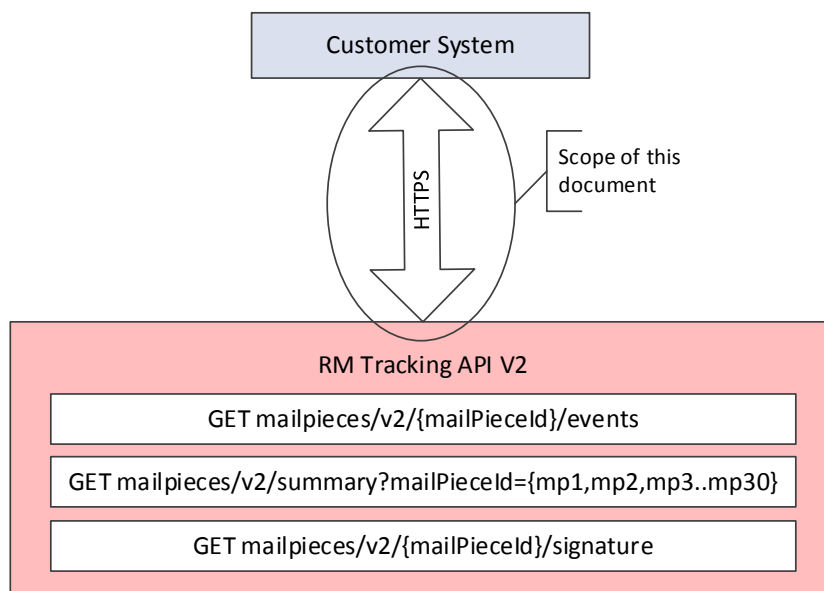 Customer System
HTTPS
Scope of this
document
RM Tracking API V2
GET mailpieces/v2/{mailPieceId}/events
GET mailpieces/v2/summary?mailPieceId={mp1,mp2,mp3..mp30}
GET mailpieces/v2/{mailPieceId}/signature